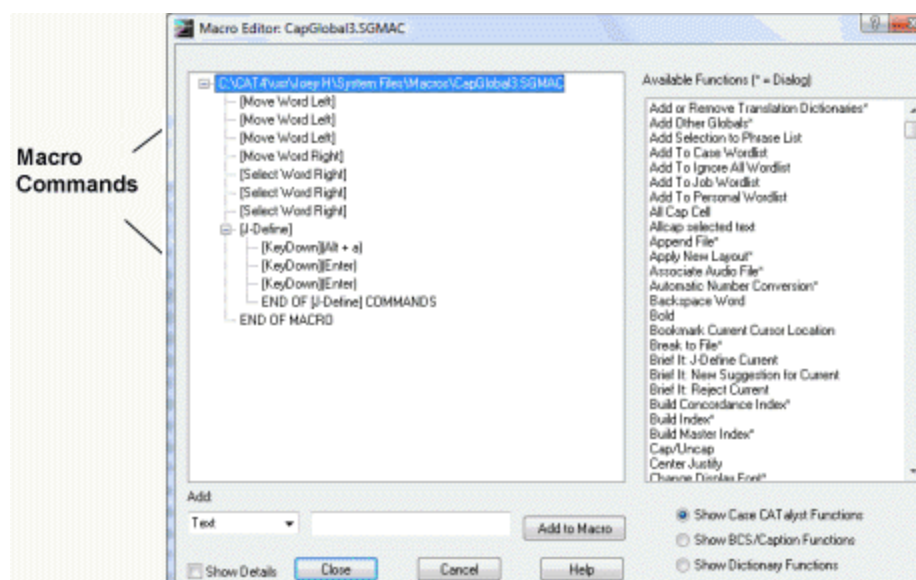 Macro Editor: CapGlobal3.SGMAC
C:\CAT4\usr\Joey H\System Files\Macros\CapGlobal3.SGMAC
[Move Word Left]
[Move Word Left]
[Move Word Left]
[Move Word Right]
[Select Word Right]
[Select Word Right]
[Select Word Right]
[J-Define]
[KeyDown][Alt + a]
[KeyDown][Enter]
[KeyDown][Enter]
END OF [J-Define] COMMANDS
END OF MACRO
Macro
Commands
Available Functions (* = Dialog)
Add or Remove Translation Dictionaries*
Add Other Globals*
Add Selection to Phrase List
Add To Case Wordlist
Add To Ignore All Wordlist
Add To Job Wordlist
Add To Personal Wordlist
All Cap Cell
Allcap selected text
Append File*
Apply New Layout*
Associate Audio File*
Automatic Number Conversion*
Backspace Word
Bold
Bookmark Current Cursor Location
Break to File*
Brief It: J-Define Current
Brief It: New Suggestion for Current
Brief It: Reject Current
Build Concordance Index*
Build Index*
Build Master Index*
Cap/Uncap
Center Justify
Change Display Font*
Add:
Text
Add to Macro
Show Details
Close
Cancel
Help
Show Case CATalyst Functions
Show BCS/Caption Functions
Show Dictionary Functions